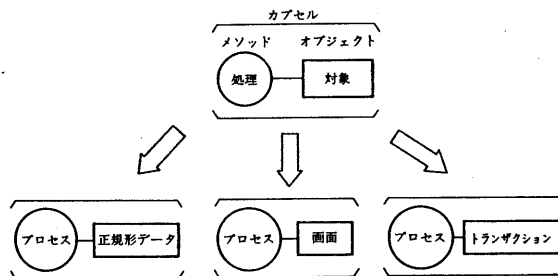 カプセル
メソッド オブジェクト
処理 対象
プロセス 正規形データ プロセス 画面 プロセス トランザクション